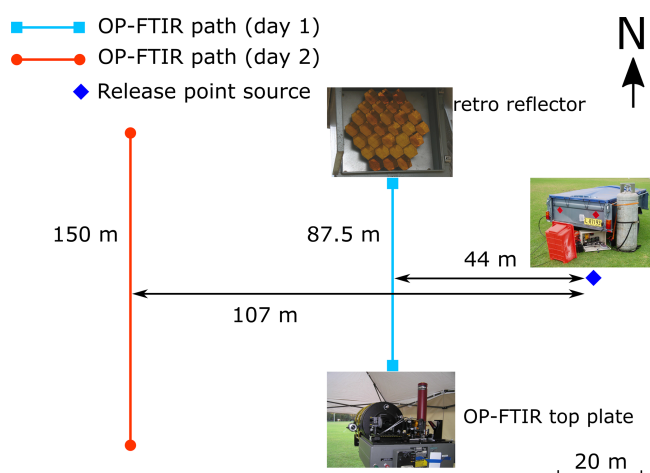 OP-FTIR path (day 1)
OP-FTIR path (day 2)
Release point source
N
retro reflector
150 m
87.5 m
44 m
107 m
OP-FTIR top plate
20 m